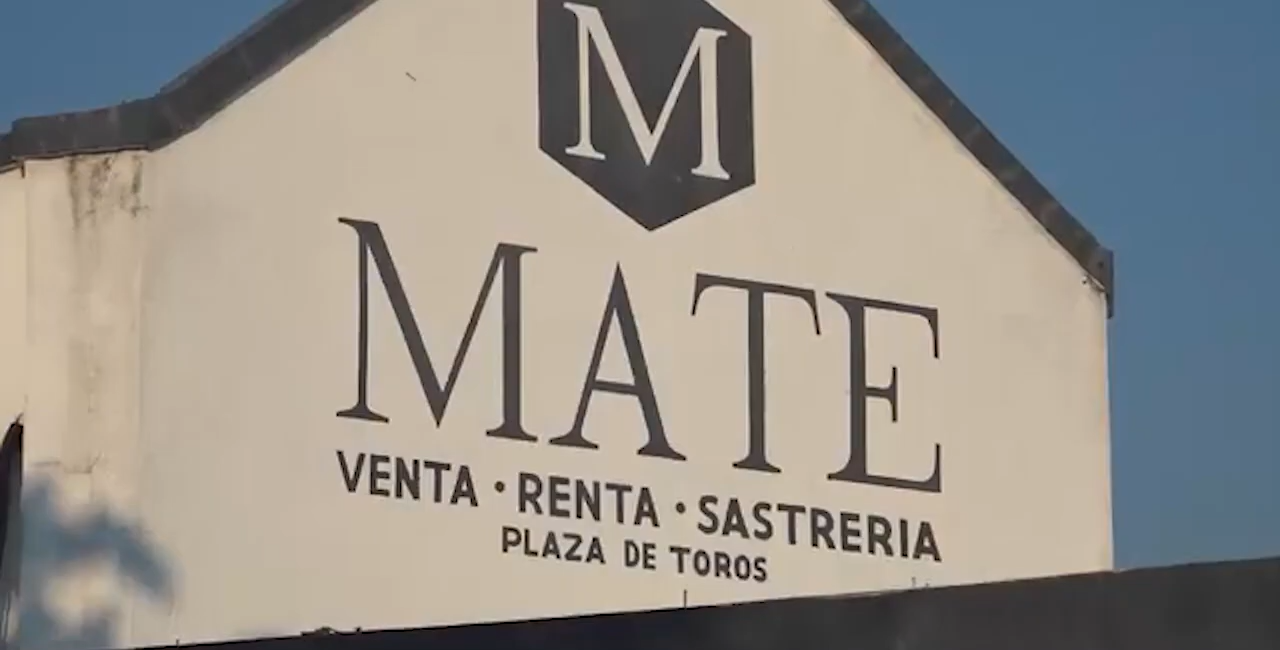 M
MATE
VENTA · RENTA · SASTRERIA
PLAZA DE TOROS